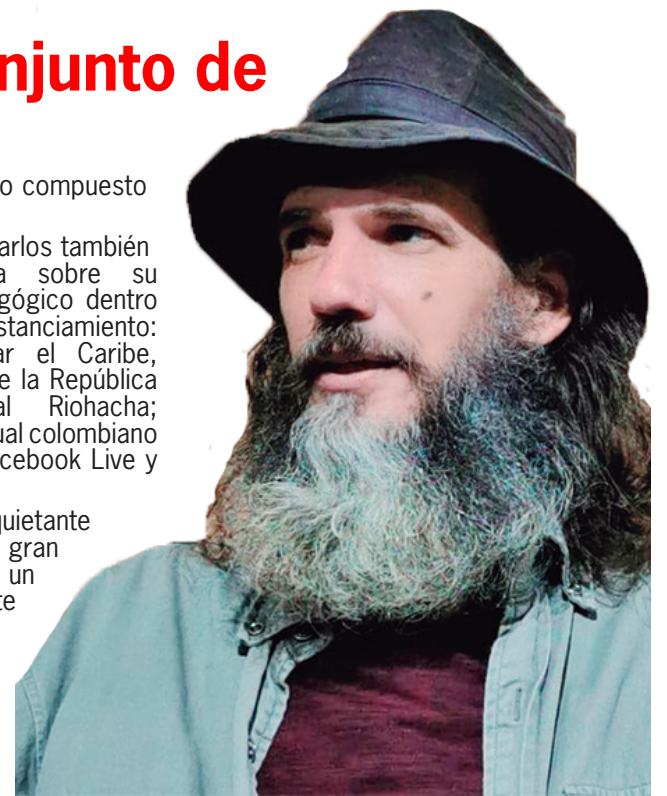 njunto de
o compuesto
arlos también
a sobre su
gógico dentro
stanciamiento:
ar el Caribe,
e la República
al Riohacha;
ual colombiano
cebook Live y
quietante
gran
un
te